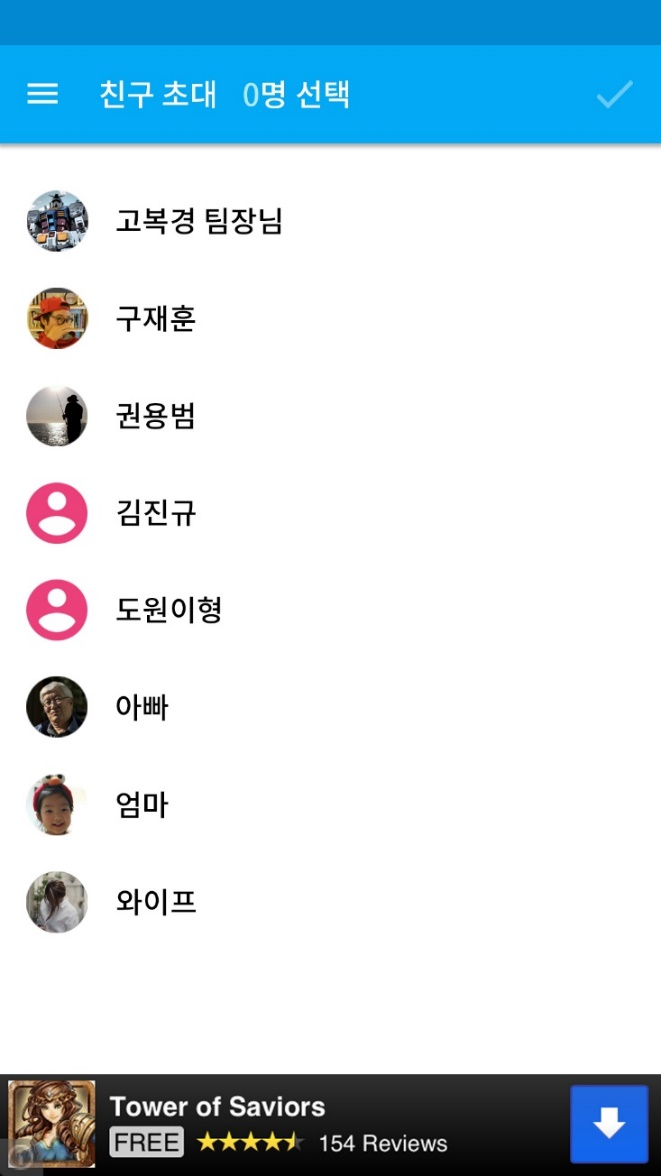 친구 초대 0명 선택
고복경 팀장님
구재훈
권용범
김진규
도원이형
아빠
엄마
와이프
Tower of Saviors
FREE 154 Reviews